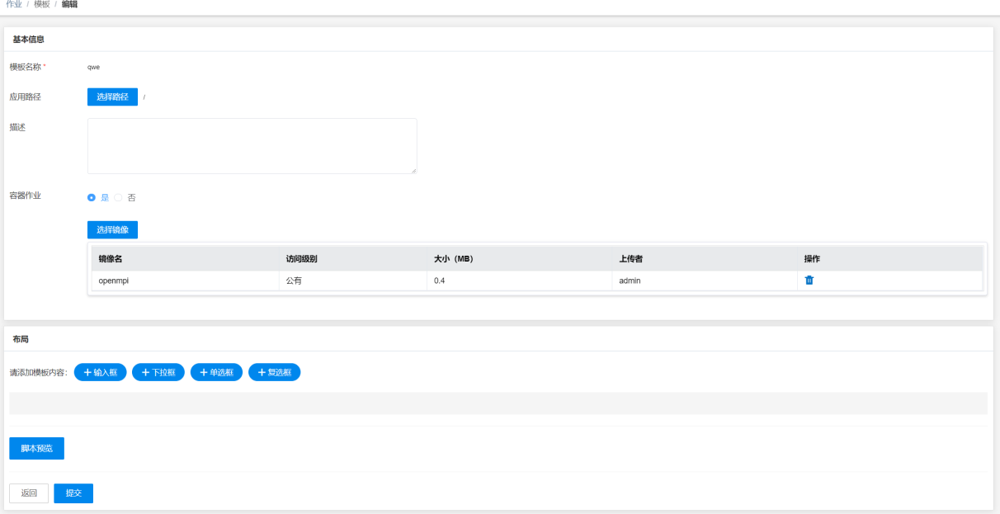 作业 / 模板 / 编辑
基本信息
模板名称 *
qwe
应用路径
选择路径 /
描述
容器作业
是 否
选择镜像
镜像名 访问级别 大小（MB） 上传者 操作
openmpi 公有 0.4 admin
布局
请添加模板内容: +输入框 +下拉框 +单选框 +复选框
脚本预览
返回 提交